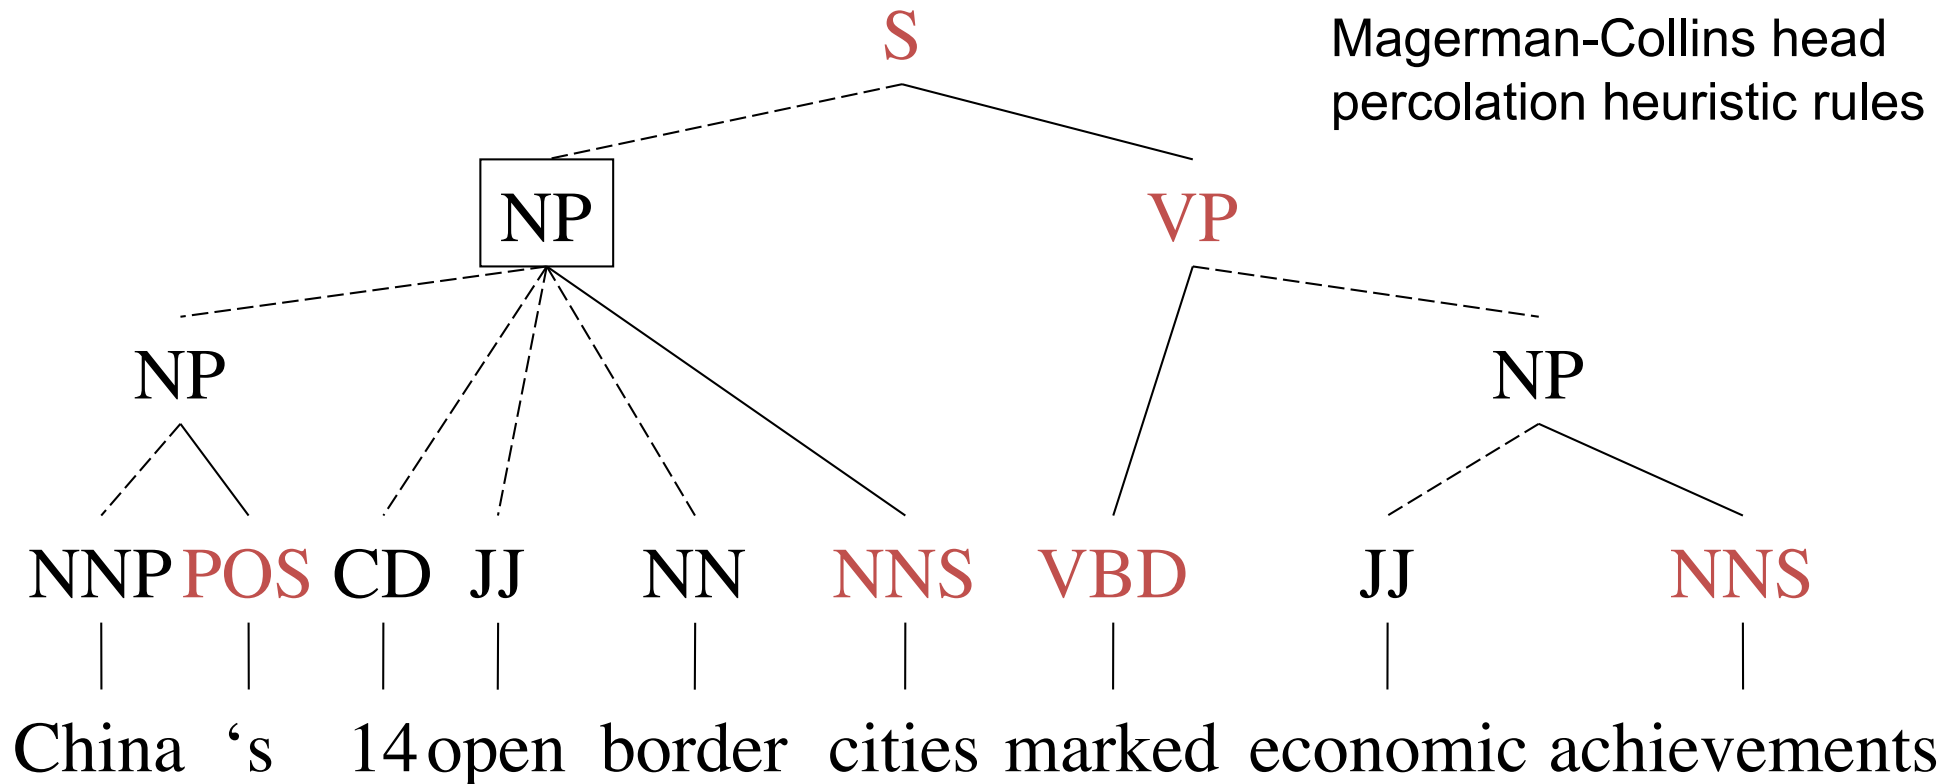 S
Magerman-Collins head
percolation heuristic rules
NP VP
NP NP
NNP POS CD JJ NN NNS VBD JJ NNS
China ‘s 14 open border cities marked economic achievements